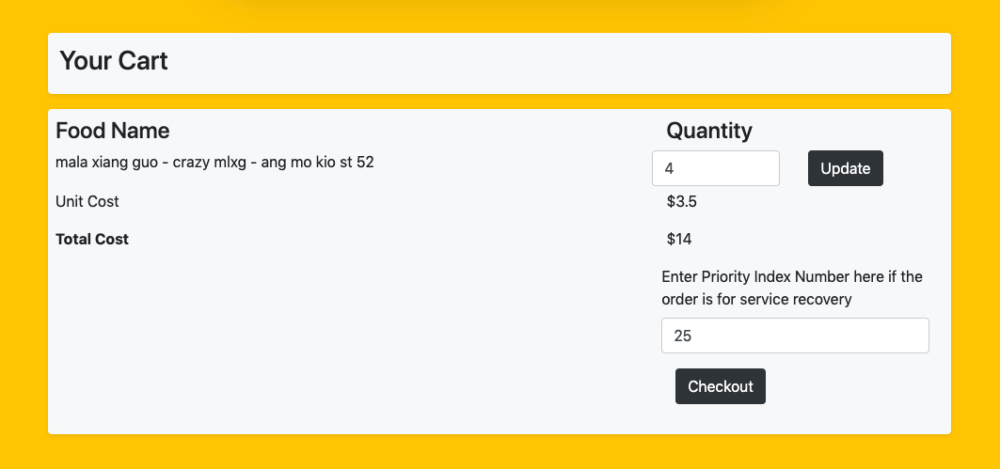 Your Cart
Food Name
Quantity
mala xiang guo - crazy mlxg - ang mo kio st 52
4
Update
Unit Cost
$3.5
Total Cost
$14
Enter Priority Index Number here if the
order is for service recovery
25
Checkout